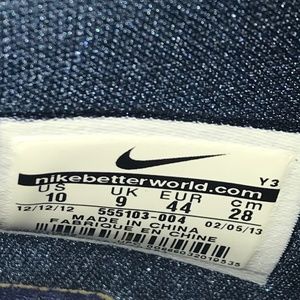 Y3
nikebetterworld.com
US UK EUR cm
10 9 44 28
12/12/12 555103-004 02/05/13
MADE IN CHINA
FABRIQUE EN CHINE